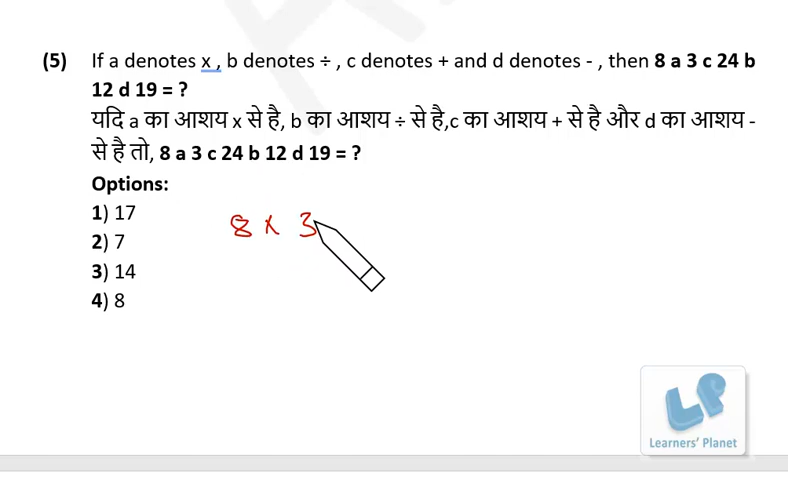 (5) If a denotes x , b denotes ÷ , c denotes + and d denotes - , then 8 a 3 c 24 b
12 d 19 = ?
यदि a का आशय x से है, b का आशय ÷ से है,c का आशय + से है और d का आशय -
से है तो, 8 a 3 c 24 b 12 d 19 = ?
Options:
1) 17
2) 7
3) 14
4) 8
8 x 3
LP
Learners' Planet